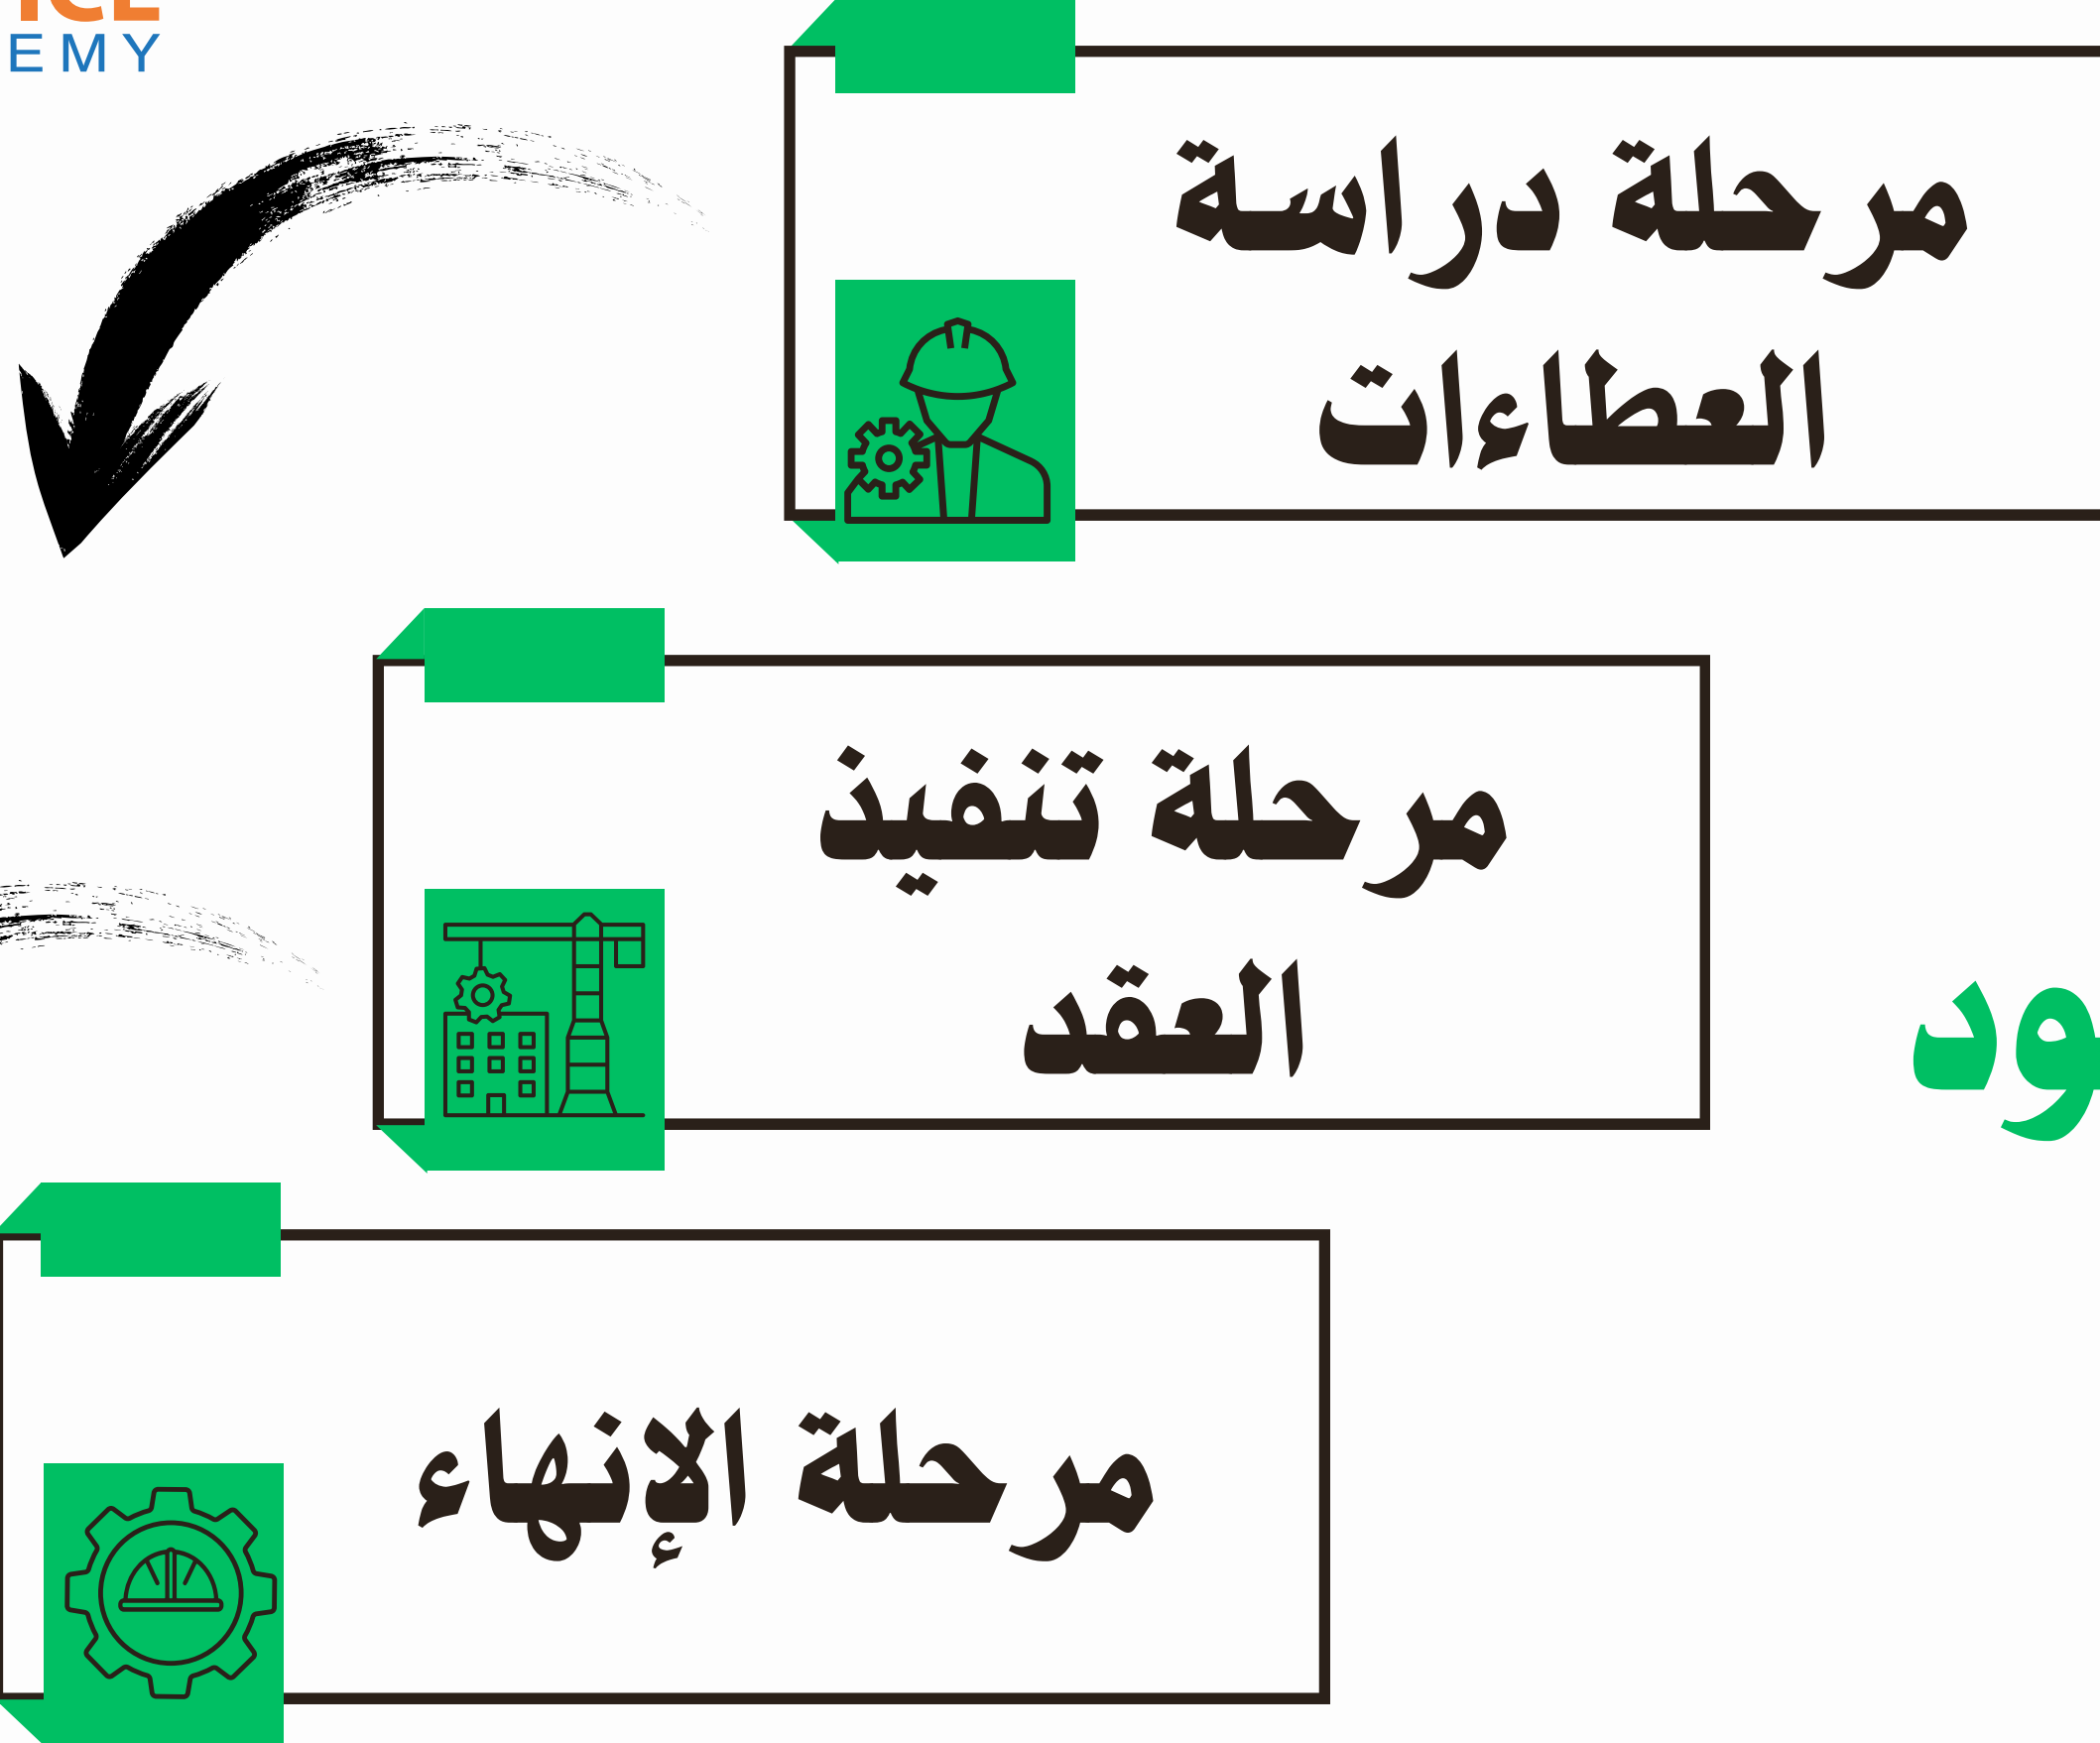 EMY
مرحلة دراسة
العطاءات
مرحلة تنفيذ
العقد
ود
مرحلة الإنهاء